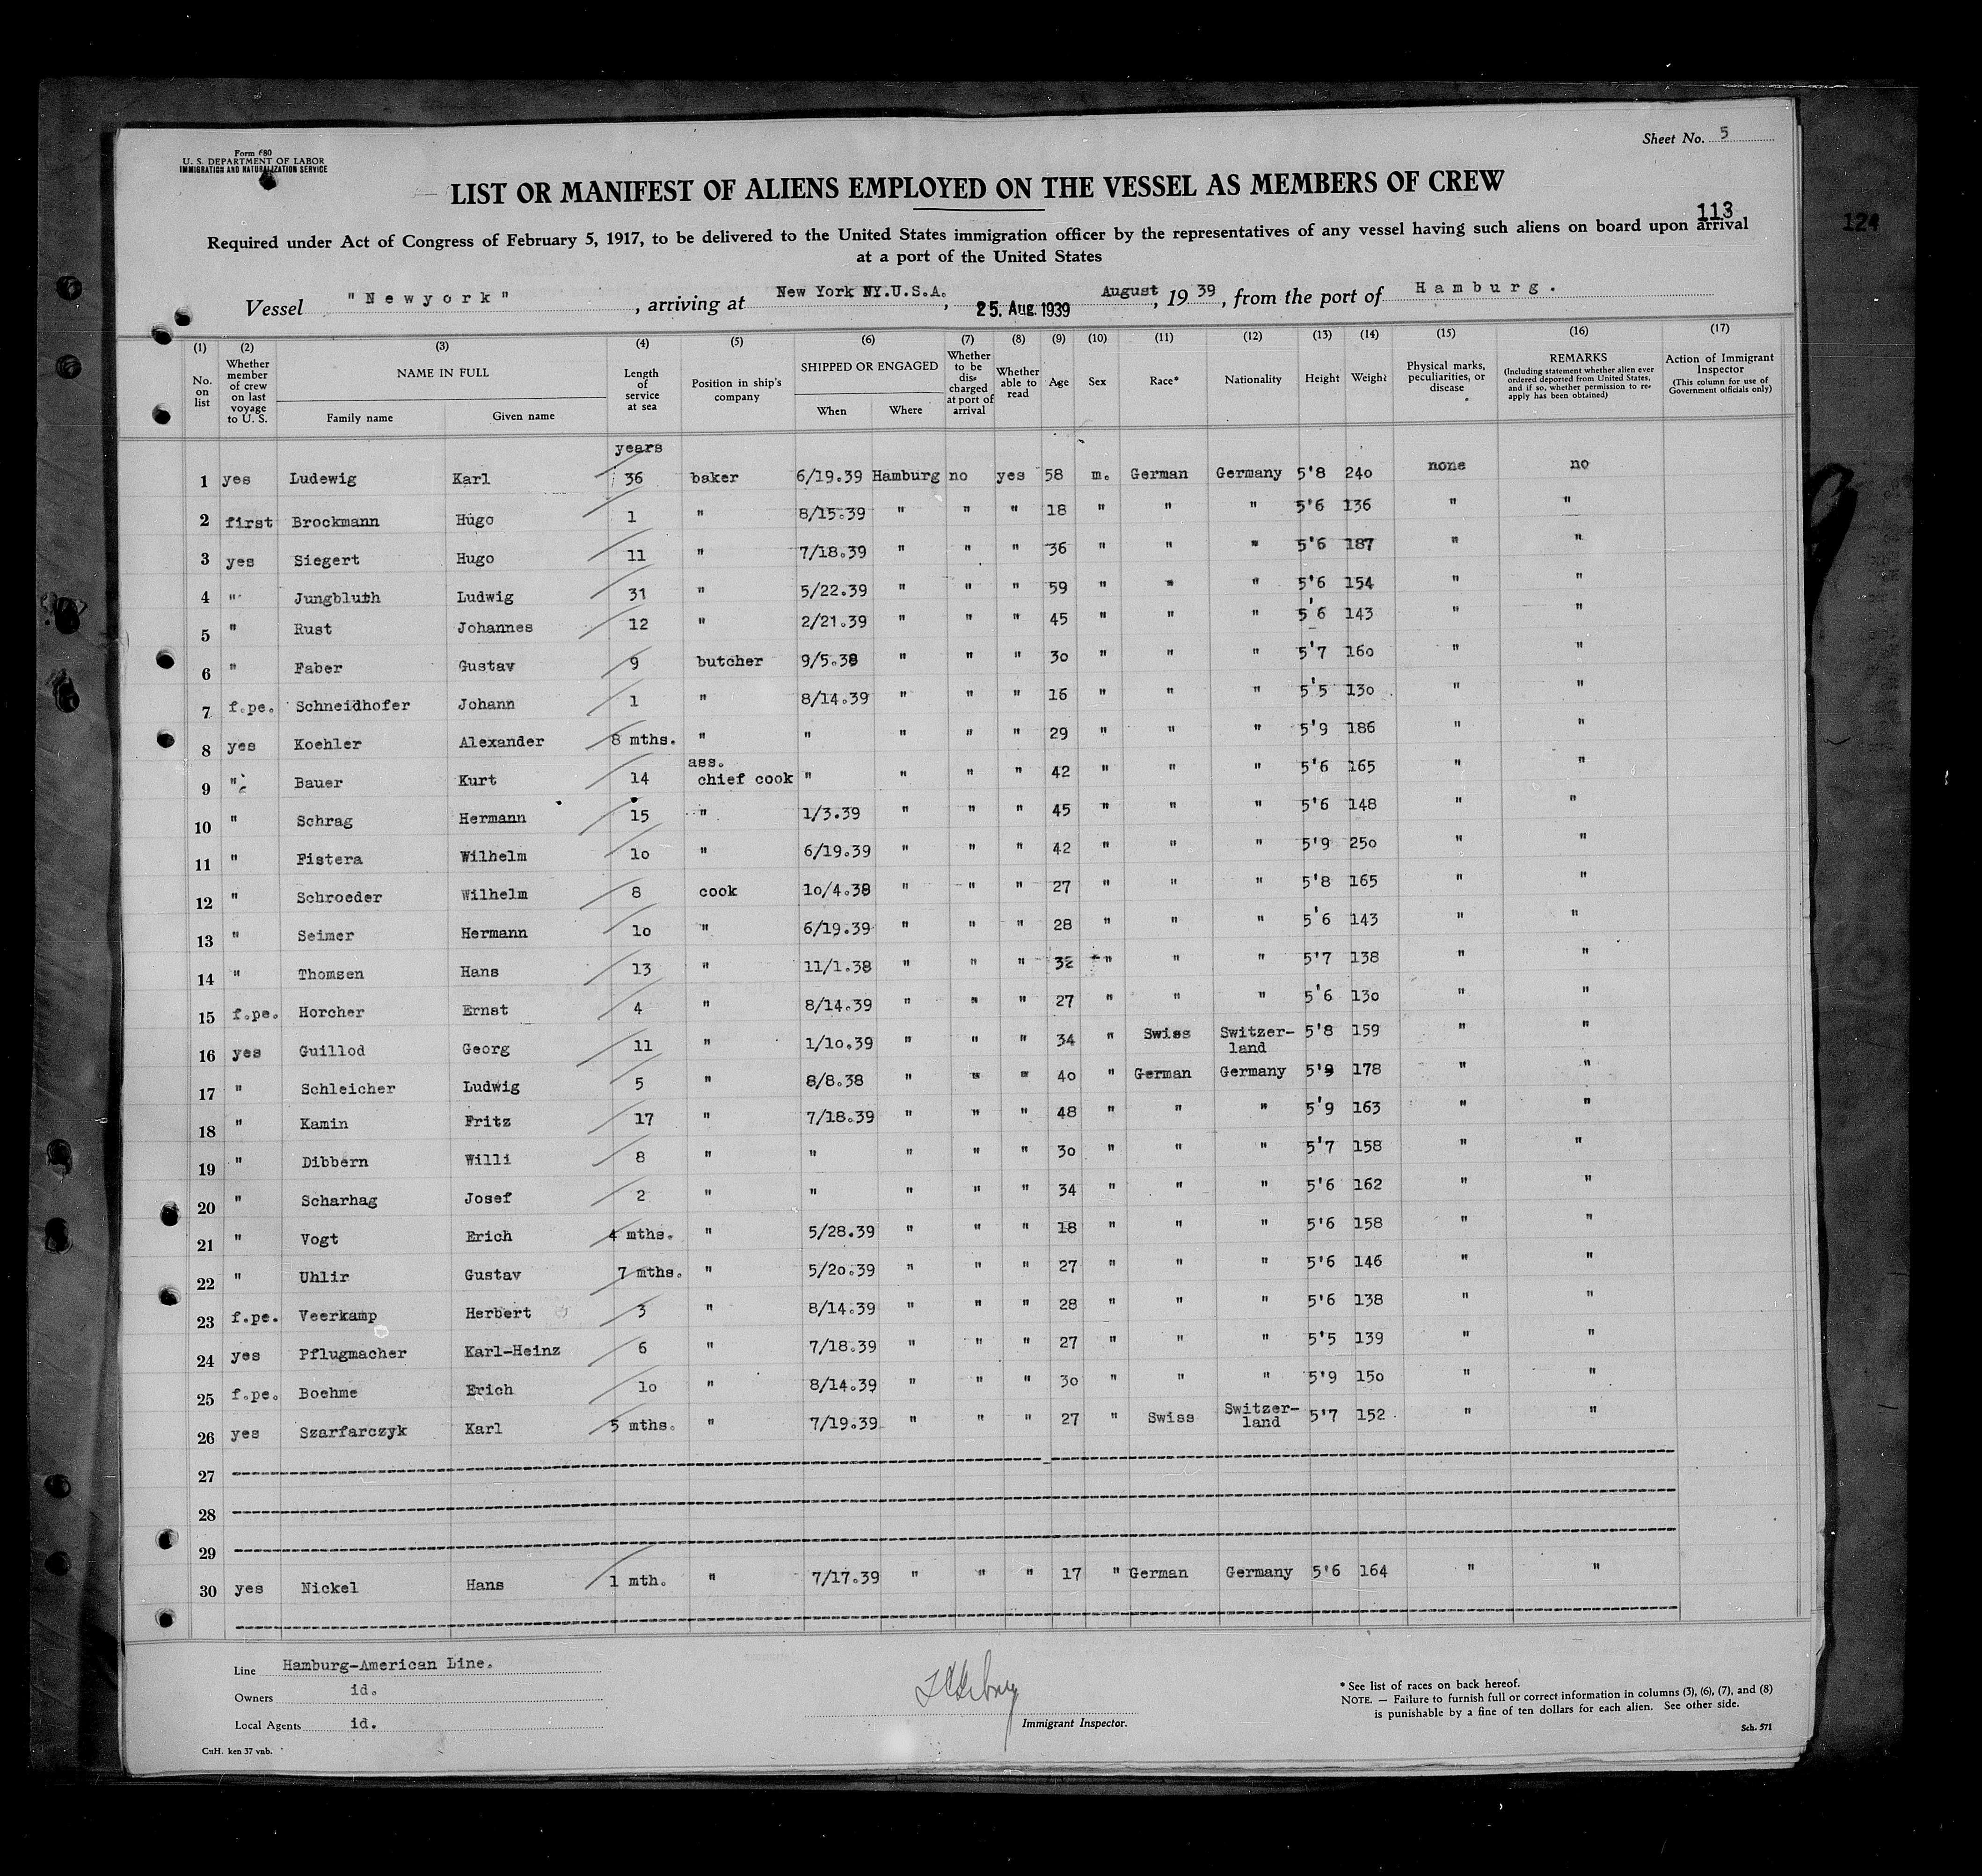 Form 680
U. S. DEPARTMENT OF LABOR
IMMIGRATION AND NATURALIZATION SERVICE
Sheet No. 5
LIST OR MANIFEST OF ALIENS EMPLOYED ON THE VESSEL AS MEMBERS OF CREW
113
124
Required under Act of Congress of February 5, 1917, to be delivered to the United States immigration officer by the representatives of any vessel having such aliens on board upon arrival
at a port of the United States
Vessel "Newyork", arriving at New York NY.U.S.A., 25. Aug. 1939 August, 19 39, from the port of Hamburg.
(1) (2) (3) (4) (5) (6) (7) (8) (9) (10) (11) (12) (13) (14) (15) (16) (17)
No. on list
Whether member of crew on last voyage to U. S.
NAME IN FULL
Family name
Given name
Length of service at sea
Position in ship's company
SHIPPED OR ENGAGED
When
Where
Whether to be discharged at port of arrival
Whether able to read
Age
Sex
Race*
Nationality
Height
Weight
Physical marks, peculiarities, or disease
REMARKS
(Including statement whether alien ever ordered deported from United States, and if so, whether permission to reapply has been obtained)
Action of Immigrant Inspector
(This column for use of Government officials only)
years
1 yes Ludewig Karl 36 baker 6/19.39 Hamburg no yes 58 m. German Germany 5'8 240 none no
2 first Brockmann Hugo 1 " 8/15.39 " " " 18 " " " 5'6 136 " "
3 yes Siegert Hugo 11 " 7/18.39 " " " 36 " " " 5'6 187 " "
4 " Jungbluth Ludwig 31 " 5/22.39 " " " 59 " " " 5'6 154 " "
5 " Rust Johannes 12 " 2/21.39 " " " 45 " " " 5'6 143 " "
6 " Faber Gustav 9 butcher 9/5.38 " " " 30 " " " 5'7 160 " "
7 f.pe. Schneidhofer Johann 1 " 8/14.39 " " " 16 " " " 5'5 130 " "
8 yes Koehler Alexander 8 mths. " " " " " 29 " " " 5'9 186 " "
9 " Bauer Kurt 14 ass. chief cook " " " " 42 " " " 5'6 165 " "
10 " Schrag Hermann 15 " 1/3.39 " " " 45 " " " 5'6 148 " "
11 " Fistera Wilhelm 10 " 6/19.39 " " " 42 " " " 5'9 250 " "
12 " Schroeder Wilhelm 8 cook 10/4.38 " " " 27 " " " 5'8 165 " "
13 " Seimer Hermann 10 " 6/19.39 " " " 28 " " " 5'6 143 " "
14 " Thomsen Hans 13 " 11/1.38 " " " 32 " " " 5'7 138 " "
15 f.pe. Horcher Ernst 4 " 8/14.39 " " " 27 " " " 5'6 130 " "
16 yes Guillod Georg 11 " 1/10.39 " " " 34 " Swiss Switzer-land 5'8 159 " "
17 " Schleicher Ludwig 5 " 8/8.38 " " " 40 " German Germany 5'9 178 " "
18 " Kamin Fritz 17 " 7/18.39 " " " 48 " " " 5'9 163 " "
19 " Dibbern Willi 8 " " " " " 30 " " " 5'7 158 " "
20 " Scharhag Josef 2 " " " " " 34 " " " 5'6 162 " "
21 " Vogt Erich 4 mths. " 5/28.39 " " " 18 " " " 5'6 158 " "
22 " Uhlir Gustav 7 mths. " 5/20.39 " " " 27 " " " 5'6 146 " "
23 f.pe. Veerkamp Herbert 3 " 8/14.39 " " " 28 " " " 5'6 138 " "
24 yes Pflugmacher Karl-Heinz 6 " 7/18.39 " " " 27 " " " 5'5 139 " "
25 f.pe. Boehme Erich 10 " 8/14.39 " " " 30 " " " 5'9 150 " "
26 yes Szarfarczyk Karl 5 mths. " 7/19.39 " " " 27 " Swiss Switzer-land 5'7 152 " "
27
28
29
30 yes Nickel Hans 1 mth. " 7/17.39 " " " 17 " German Germany 5'6 164 " "
Line Hamburg-American Line.
Owners id.
Local Agents id.
CuH. ken 37 vnb.
Immigrant Inspector.
* See list of races on back hereof.
NOTE. — Failure to furnish full or correct information in columns (3), (6), (7), and (8)
is punishable by a fine of ten dollars for each alien. See other side.
Sch. 571